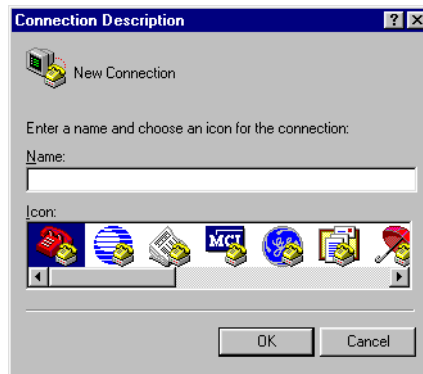 Connection Description
New Connection
Enter a name and choose an icon for the connection:
Name:
Icon:
MCI
OK
Cancel